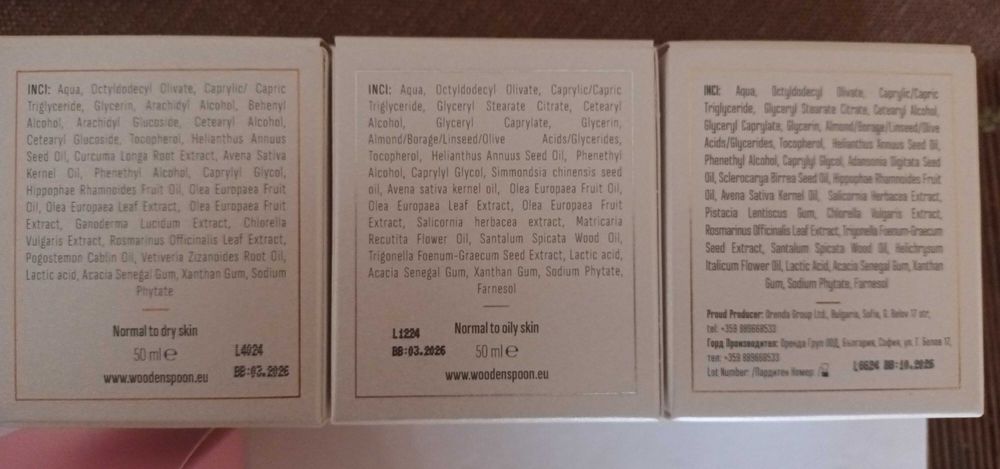 INCI: Aqua, Octyldodecyl Olivate, Caprylic/ Capric
Triglyceride, Glycerin, Arachidyl Alcohol, Behenyl
Alcohol, Arachidyl Glucoside, Cetearyl Alcohol,
Cetearyl Glucoside, Tocopherol, Helianthus Annuus
Seed Oil, Curcuma Longa Root Extract, Avena Sativa
Kernel Oil, Phenethyl Alcohol, Caprylyl Glycol,
Hippophae Rhamnoides Fruit Oil, Olea Europaea Fruit
Oil, Olea Europaea Leaf Extract, Olea Europaea Fruit
Extract, Ganoderma Lucidum Extract, Chlorella
Vulgaris Extract, Rosmarinus Officinalis Leaf Extract,
Pogostemon Cablin Oil, Vetiveria Zizanoides Root Oil,
Lactic acid, Acacia Senegal Gum, Xanthan Gum, Sodium
Phytate
Normal to dry skin
50 ml e
L4024
BB:03.2026
www.woodenspoon.eu
INCI: Aqua, Octyldodecyl Olivate, Caprylic/Capric
Triglyceride, Glyceryl Stearate Citrate, Cetearyl
Alcohol, Glyceryl Caprylate, Glycerin,
Almond/Borage/Linseed/Olive Acids/Glycerides,
Tocopherol, Helianthus Annuus Seed Oil, Phenethyl
Alcohol, Caprylyl Glycol, Simmondsia chinensis seed
oil, Avena sativa kernel oil, Olea Europaea Fruit Oil,
Olea Europaea Leaf Extract, Olea Europaea Fruit
Extract, Salicornia herbacea extract, Matricaria
Recutita Flower Oil, Santalum Spicata Wood Oil,
Trigonella Foenum-Graecum Seed Extract, Lactic acid,
Acacia Senegal Gum, Xanthan Gum, Sodium Phytate,
Farnesol
L1224
BB:03.2026
Normal to oily skin
50 ml e
www.woodenspoon.eu
INCI: Aqua, Octyldodecyl Olivate, Caprylic/Capric
Triglyceride, Glyceryl Stearate Citrate, Cetearyl Alcohol,
Glyceryl Caprylate, Glycerin, Almond/Borage/Linseed/Olive
Acids/Glycerides, Tocopherol, Helianthus Annuus Seed Oil,
Phenethyl Alcohol, Caprylyl Glycol, Adansonia Digitata Seed
Oil, Sclerocarya Birrea Seed Oil, Hippophae Rhamnoides Fruit
Oil, Avena Sativa Kernel Oil, Salicornia Herbacea Extract,
Pistacia Lentiscus Gum, Chlorella Vulgaris Extract,
Rosmarinus Officinalis Leaf Extract, Trigonella Foenum-Graecum
Seed Extract, Santalum Spicata Wood Oil, Helichrysum
Italicum Flower Oil, Lactic Acid, Acacia Senegal Gum, Xanthan
Gum, Sodium Phytate, Farnesol
Proud Producer: Orenda Group Ltd., Bulgaria, Sofia, G. Belov 17 str,
tel: +359 889668533
Горд Производител: Оренда Груп ООД, България, София, ул. Г. Белов 17,
тел: +359 889668533
Lot Number: /Партиден Номер:
L6624 BB:10.2026